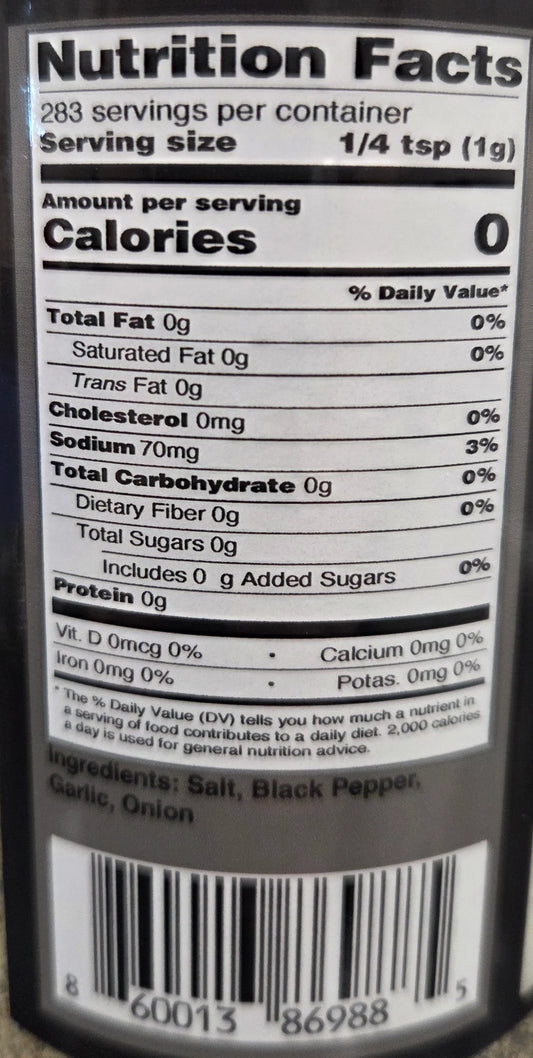 Nutrition Facts
283 servings per container
Serving size 1/4 tsp (1g)
Amount per serving
Calories 0
% Daily Value*
Total Fat 0g 0%
Saturated Fat 0g 0%
Trans Fat 0g
Cholesterol 0mg 0%
Sodium 70mg 3%
Total Carbohydrate 0g 0%
Dietary Fiber 0g 0%
Total Sugars 0g
Includes 0 g Added Sugars 0%
Protein 0g
Vit. D 0mcg 0% • Calcium 0mg 0%
Iron 0mg 0% • Potas. 0mg 0%
* The % Daily Value (DV) tells you how much a nutrient in
a serving of food contributes to a daily diet. 2,000 calories
a day is used for general nutrition advice.
Ingredients: Salt, Black Pepper,
Garlic, Onion
8 60013 86988 5